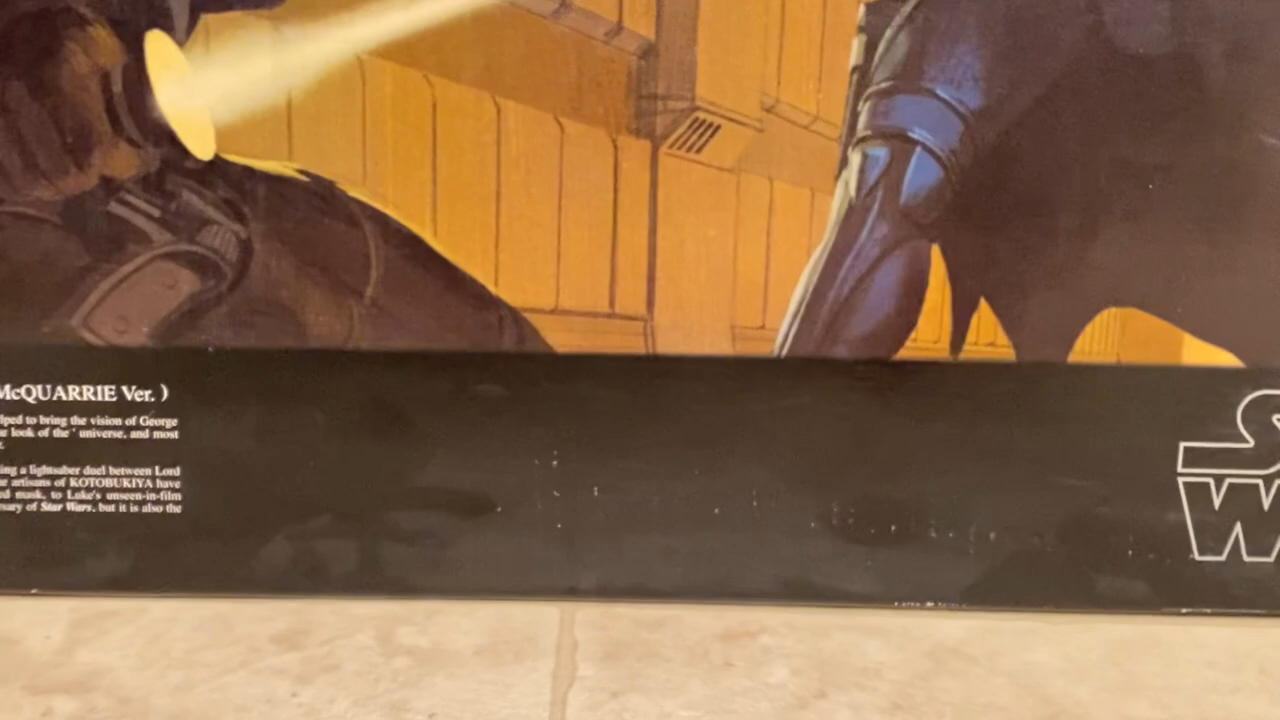 McQUARRIE Ver. )
lped to bring the vision of George
e look of the ' universe, and most
ing a lightsaber duel between Lord
e artisans of KOTOBUKIYA have
ed mask, to Luke's unseen-in-film
sary of Star Wars, but it is also the
S
W